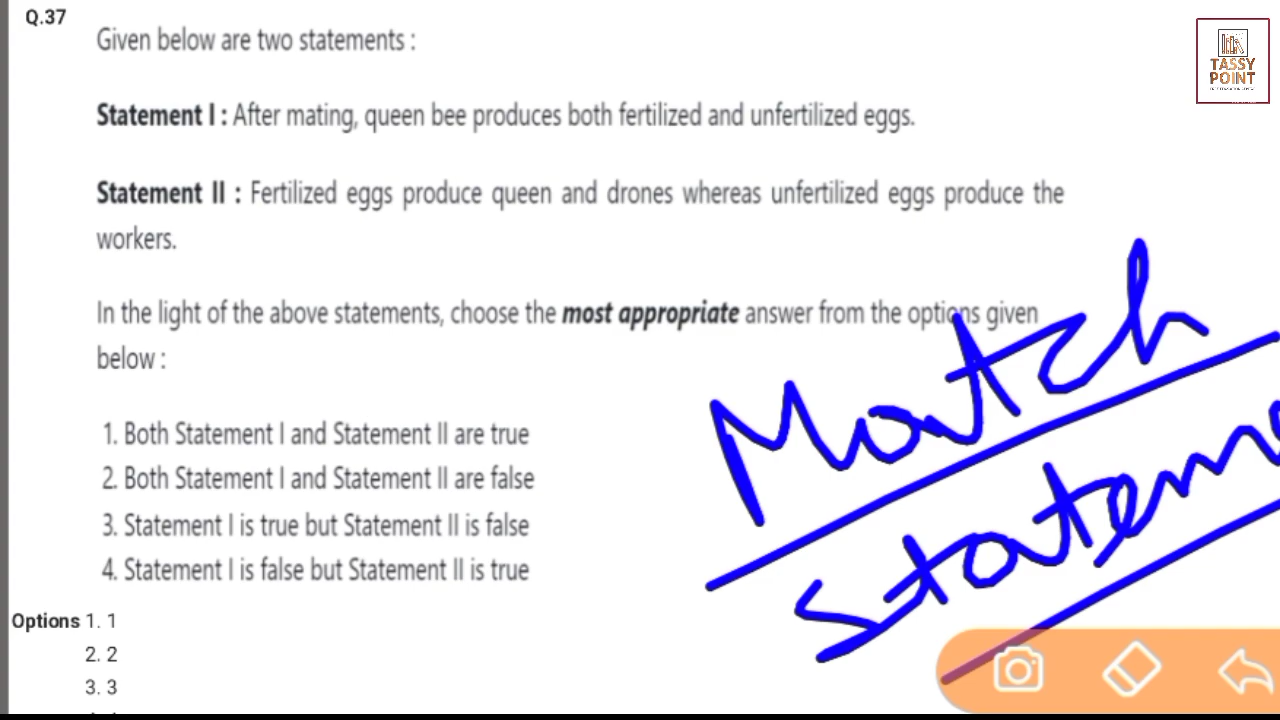 Q.37
Given below are two statements :
TASSY
POINT
Statement I : After mating, queen bee produces both fertilized and unfertilized eggs.
Statement II : Fertilized eggs produce queen and drones whereas unfertilized eggs produce the
workers.
In the light of the above statements, choose the most appropriate answer from the options given
below :
Match
1. Both Statement I and Statement II are true
2. Both Statement I and Statement II are false
3. Statement I is true but Statement II is false
4. Statement I is false but Statement II is true
Stateme
Options 1. 1
2. 2
3. 3